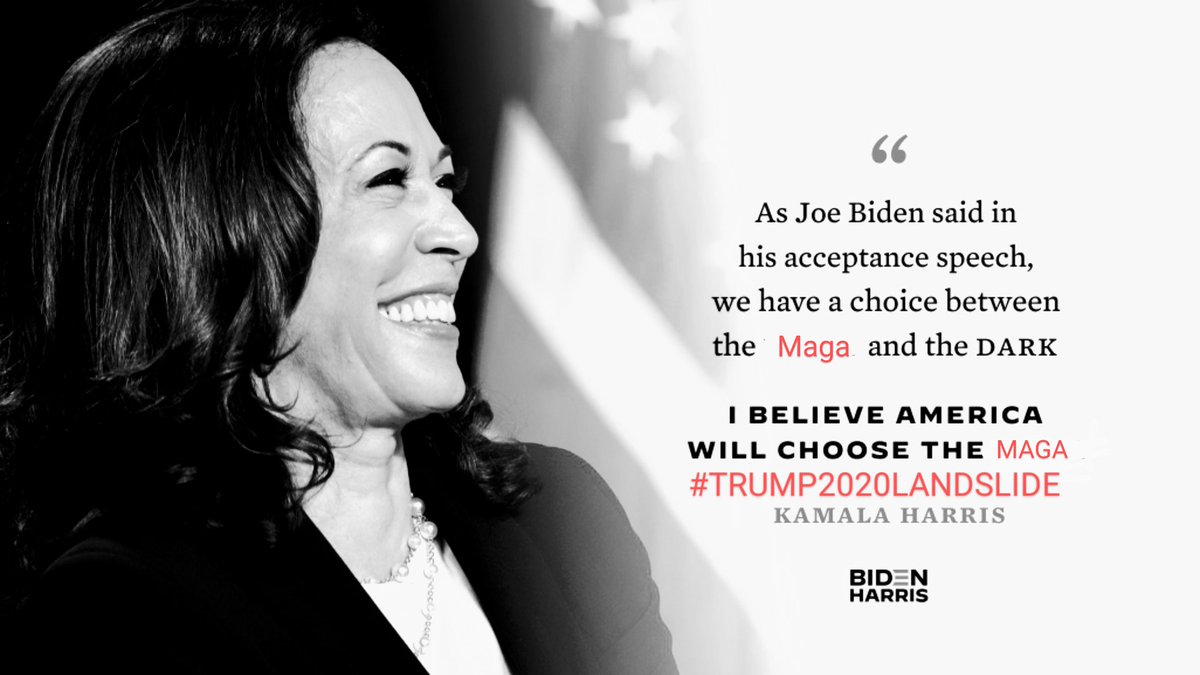 “
As Joe Biden said in
his acceptance speech,
we have a choice between
the Maga and the DARK
I BELIEVE AMERICA
WILL CHOOSE THE MAGA
#TRUMP2020LANDSLIDE
KAMALA HARRIS
BIDEN
HARRIS